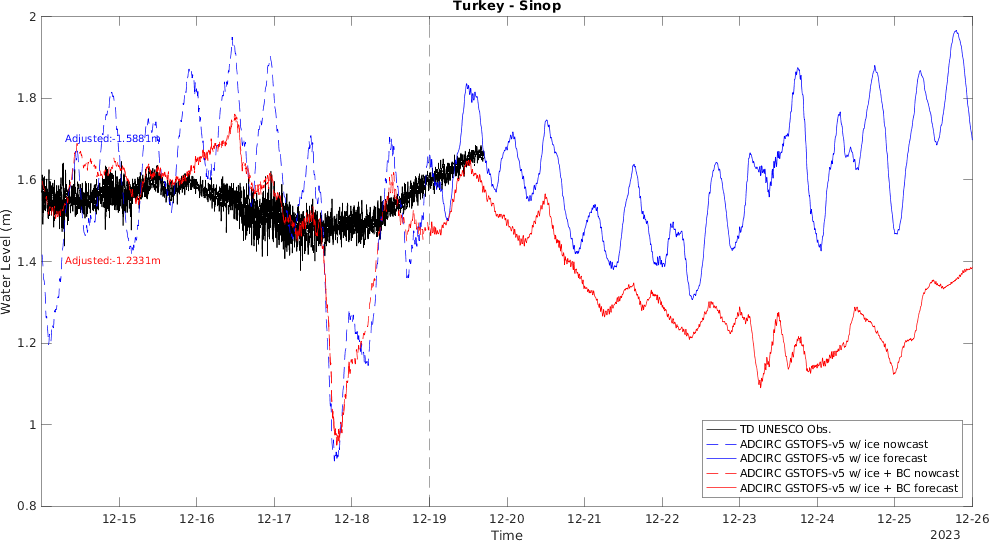 Turkey - Sinop
2
1.8
1.6
1.4
1.2
1
0.8
Water Level (m)
Adjusted:-1.5881m
Adjusted:-1.2331m
TD UNESCO Obs.
ADCIRC GSTOFS-v5 w/ ice nowcast
ADCIRC GSTOFS-v5 w/ ice forecast
ADCIRC GSTOFS-v5 w/ ice + BC nowcast
ADCIRC GSTOFS-v5 w/ ice + BC forecast
12-15 12-16 12-17 12-18 12-19 12-20 12-21 12-22 12-23 12-24 12-25 12-26
Time
2023